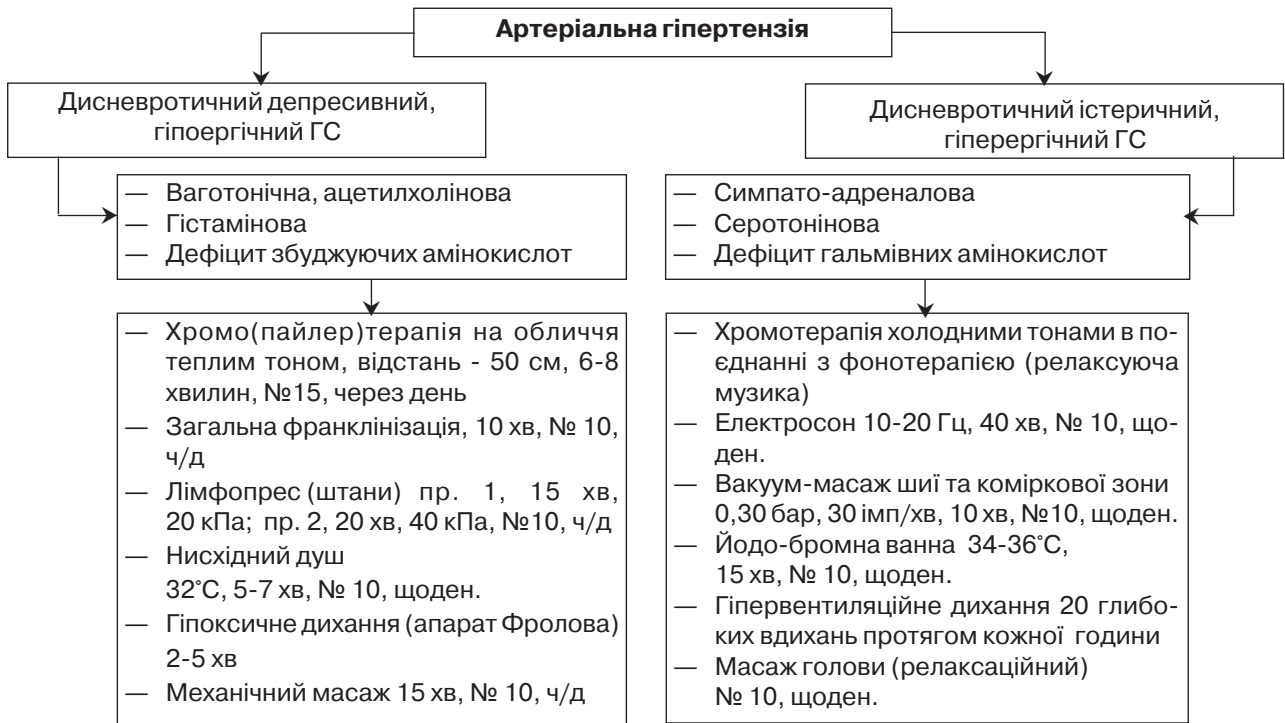 Артеріальна гіпертензія
Дисневротичний депресивний,
гіпоергічний ГС
Дисневротичний істеричний,
гіперергічний ГС
— Ваготонічна, ацетилхолінова
— Гістамінова
— Дефіцит збуджуючих амінокислот
— Симпато-адреналова
— Серотонінова
— Дефіцит гальмівних амінокислот
— Хромо(пайлер)терапія на обличчя
теплим тоном, відстань - 50 см, 6-8
хвилин, №15, через день
— Загальна франклінізація, 10 хв, № 10,
ч/д
— Лімфопрес (штани) пр. 1, 15 хв,
20 кПа; пр. 2, 20 хв, 40 кПа, №10, ч/д
— Нисхідний душ
32°С, 5-7 хв, № 10, щоден.
— Гіпоксичне дихання (апарат Фролова)
2-5 хв
— Механічний масаж 15 хв, № 10, ч/д
— Хромотерапія холодними тонами в по-
єднанні з фонотерапією (релаксуюча
музика)
— Електросон 10-20 Гц, 40 хв, № 10, що-
ден.
— Вакуум-масаж шиї та коміркової зони
0,30 бар, 30 імп/хв, 10 хв, №10, щоден.
— Йодо-бромна ванна 34-36°С,
15 хв, № 10, щоден.
— Гіпервентиляційне дихання 20 глибо-
ких вдихань протягом кожної години
— Масаж голови (релаксаційний)
№ 10, щоден.